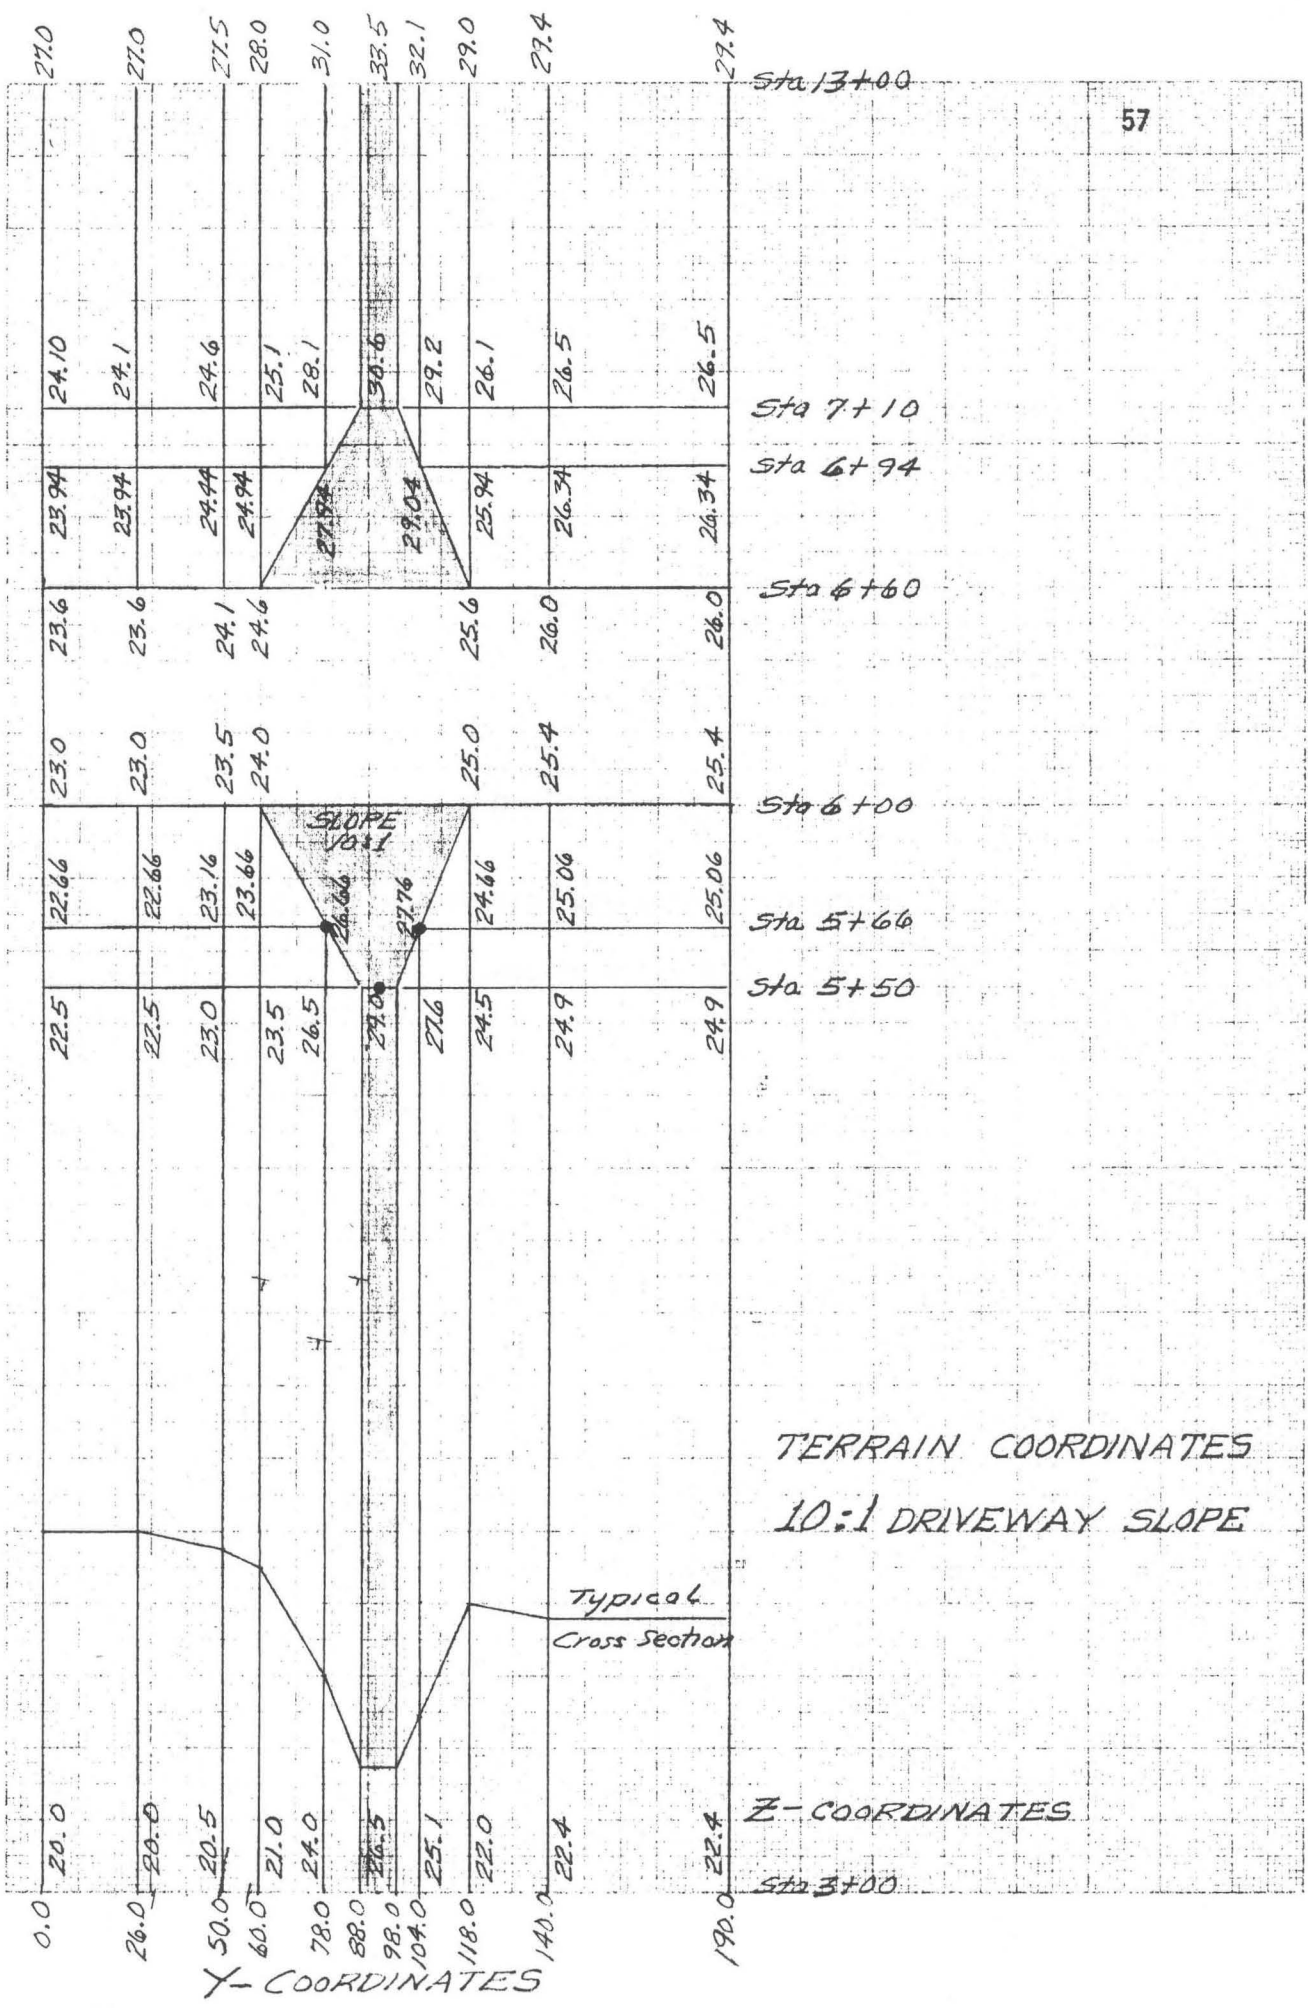 27.0 27.0 27.5 28.0 31.0 33.5 32.1 29.0 29.4 29.4
Sta 13+00
57
24.10 24.1 24.6 25.1 28.1 30.6 29.2 26.1 26.5 26.5
Sta 7+10
Sta 6+94
23.94 23.94 24.44 24.94 27.94 29.04 25.94 26.34 26.34
Sta 6+60
23.6 23.6 24.1 24.6 25.6 26.0 26.0
23.0 23.0 23.5 24.0 25.0 25.4 25.4
Sta 6+00
SLOPE
10:1
22.66 22.66 23.16 23.66 26.66 27.76 24.66 25.06 25.06
Sta 5+66
Sta 5+50
22.5 22.5 23.0 23.5 26.5 29.0 27.6 24.5 24.9 24.9
TERRAIN COORDINATES
10:1 DRIVEWAY SLOPE
Typical
Cross Section
Z-COORDINATES
20.0 20.0 20.5 21.0 24.0 26.5 25.1 22.0 22.4 22.4
Sta 3+00
0.0 26.0 50.0 60.0 78.0 88.0 98.0 104.0 118.0 140.0 190.0
Y-COORDINATES